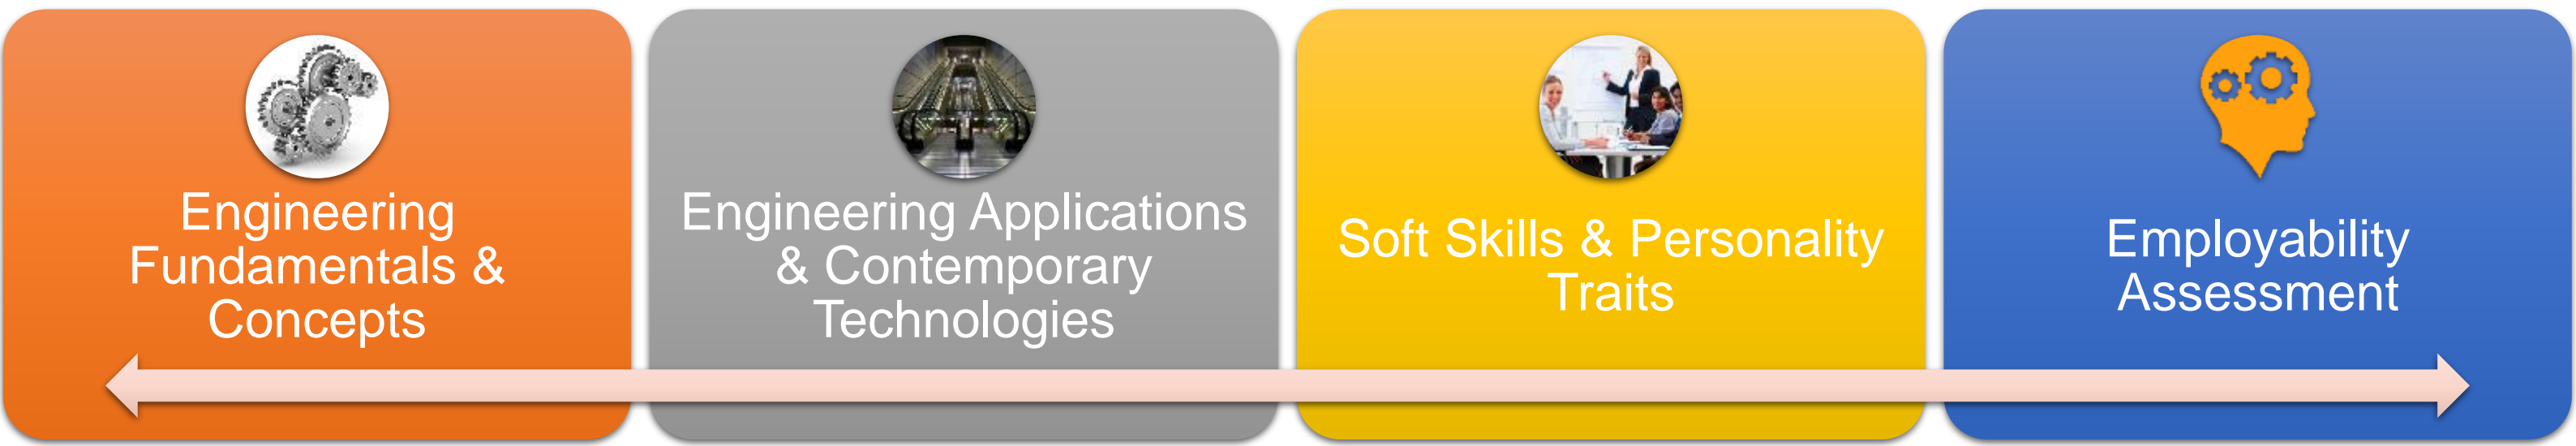 Engineering
Fundamentals &
Concepts
Engineering Applications
& Contemporary
Technologies
Soft Skills & Personality
Traits
Employability
Assessment